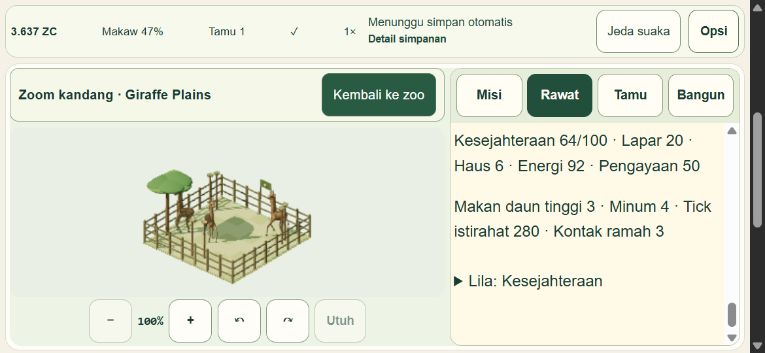 3.637 ZC
Makaw 47%
Tamu 1
✓
1×
Menunggu simpan otomatis
Detail simpanan
Jeda suaka
Opsi
Zoom kandang · Giraffe Plains
Kembali ke zoo
Misi
Rawat
Tamu
Bangun
Kesejahteraan 64/100 · Lapar 20 ·
Haus 6 · Energi 92 · Pengayaan 50
Makan daun tinggi 3 · Minum 4 · Tick
istirahat 280 · Kontak ramah 3
▶ Lila: Kesejahteraan
− 100% + ↶ ↷ Utuh